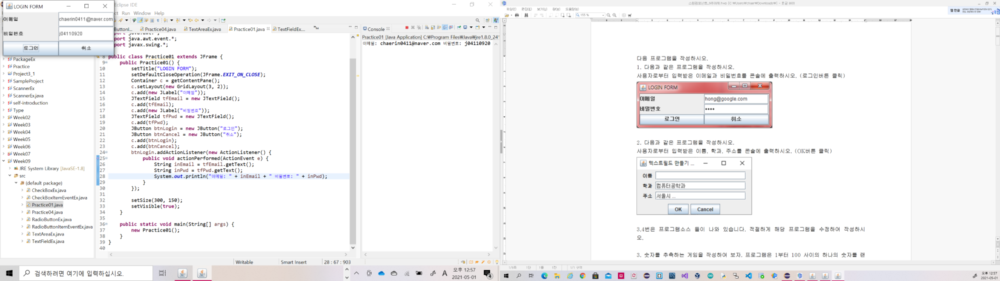 LOGIN FORM
이메일
chaerin0411@naver.com
비밀번호
j04110920
로그인
취소
Eclipse IDE
Run Window Help
Practice04.java
TextAreaEx.java
Practice01.java
TextFieldEx....
PackageEx
Practice
Project3_1
SampleProject
ScannerEx
ScannerEx.java
self-introduction
Type
Week02
Week03
Week04
Week05
Week06
Week07
Week09
JRE System Library [JavaSE-1.8]
src
(default package)
CheckBoxEx.java
CheckBoxItemEventEx.java
Practice01.java
Practice04.java
RadioButtonEx.java
RadioButtonItemEventEx.java
TextAreaEx.java
TextFieldEx.java
port java.awt.event.*;
port javax.swing.*;
8 public class Practice01 extends JFrame {
9 public Practice01() {
10 setTitle("LOGIN FORM");
11 setDefaultCloseOperation(JFrame.EXIT_ON_CLOSE);
12 Container c = getContentPane();
13 c.setLayout(new GridLayout(3, 2));
14 c.add(new JLabel("이메일"));
15 JTextField tfEmail = new JTextField();
16 c.add(tfEmail);
17 c.add(new JLabel("비밀번호"));
18 JTextField tfPwd = new JTextField();
19 c.add(tfPwd);
20 JButton btnLogin = new JButton("로그인");
21 JButton btnCancel = new JButton("취소");
22 c.add(btnLogin);
23 c.add(btnCancel);
24 btnLogin.addActionListener(new ActionListener() {
25 public void actionPerformed(ActionEvent e) {
26 String inEmail = tfEmail.getText();
27 String inPwd = tfPwd.getText();
28 System.out.println("이메일: " + inEmail + " 비밀번호: " + inPwd);
29 }
30 });
31
32 setSize(300, 150);
33 setVisible(true);
34 }
35
36 public static void main(String[] args) {
37 new Practice01();
38 }
39 }
40
Console
Practice01 [Java Application] C:₩Program Files₩Java₩jre1.8.0_241
이메일: chaerin0411@naver.com 비밀번호: j04110920
Writable
Smart Insert
28 : 67 : 903
검색하려면 여기에 입력하십시오.
A
오후 12:57
2021-05-01
4
155 %
다음 프로그램을 작성하시오.
1. 다음과 같은 프로그램을 작성하시오.
사용자로부터 입력받은 이메일과 비밀번호를 콘솔에 출력하시오. (로그인버튼 클릭)
LOGIN FORM
이메일
hong@google.com
비밀번호
••••
로그인
취소
2. 다음과 같은 프로그램을 작성하시오.
사용자로부터 입력받은 이름, 학과, 주소를 콘솔에 출력하시오. (OK버튼 클릭)
텍스트필드 만들기 ...
이름
학과 컴퓨터공학과
주소 서울시 ...
OK
Cancel
3,4번은 프로그램소스 들이 나와 있습니다. 적절하게 해당 프로그램을 수정하여 작성하시
오.
3. 숫자를 추측하는 게임을 작성하여 보자. 프로그램은 1부터 100 사이의 하나의 숫자를 랜
오후 12:57
2021-05-01